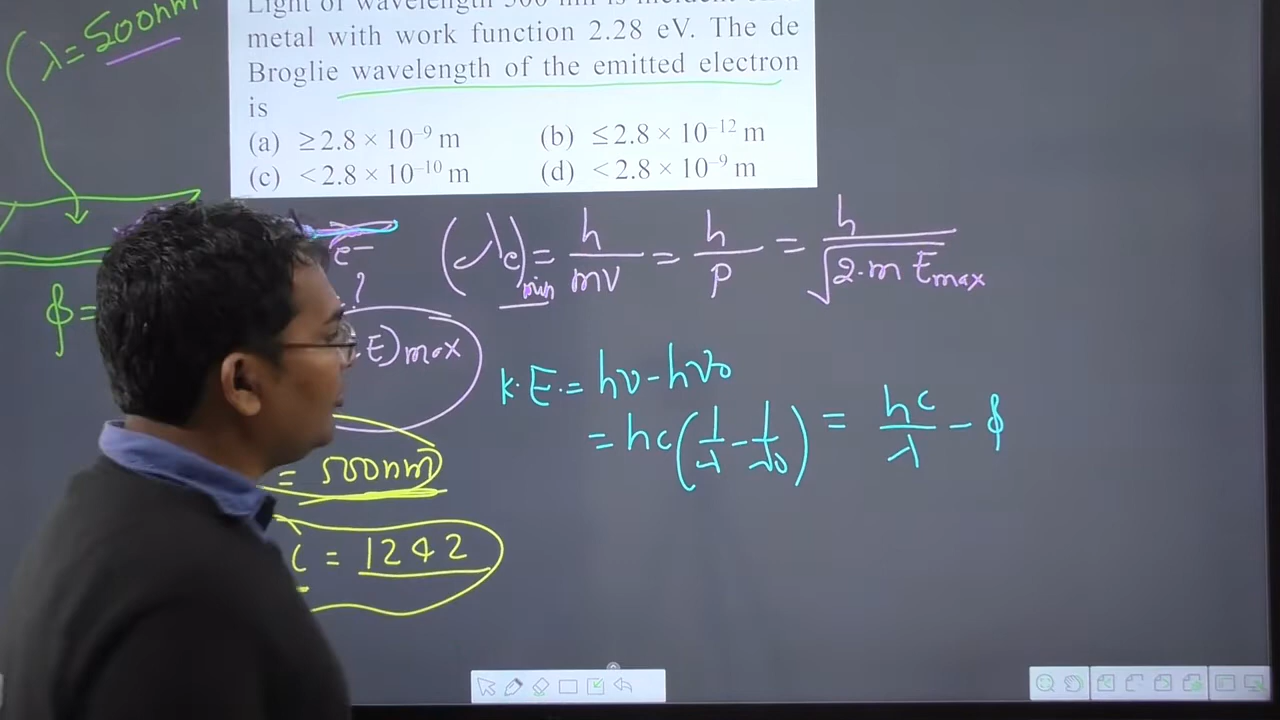 λ = 500nm
metal with work function 2.28 eV. The de
Broglie wavelength of the emitted electron
is
(a) ≥ 2.8 × 10⁻⁹ m (b) ≤ 2.8 × 10⁻¹² m
(c) < 2.8 × 10⁻¹⁰ m (d) < 2.8 × 10⁻⁹ m
e−
?
(λe)min = h/mv = h/p = h/√(2·m Emax)
ϕ =
E)max
K·E· = hν − hν₀
= hc(1/λ − 1/λ₀) = hc/λ − ϕ
= 500nm
C = 1242